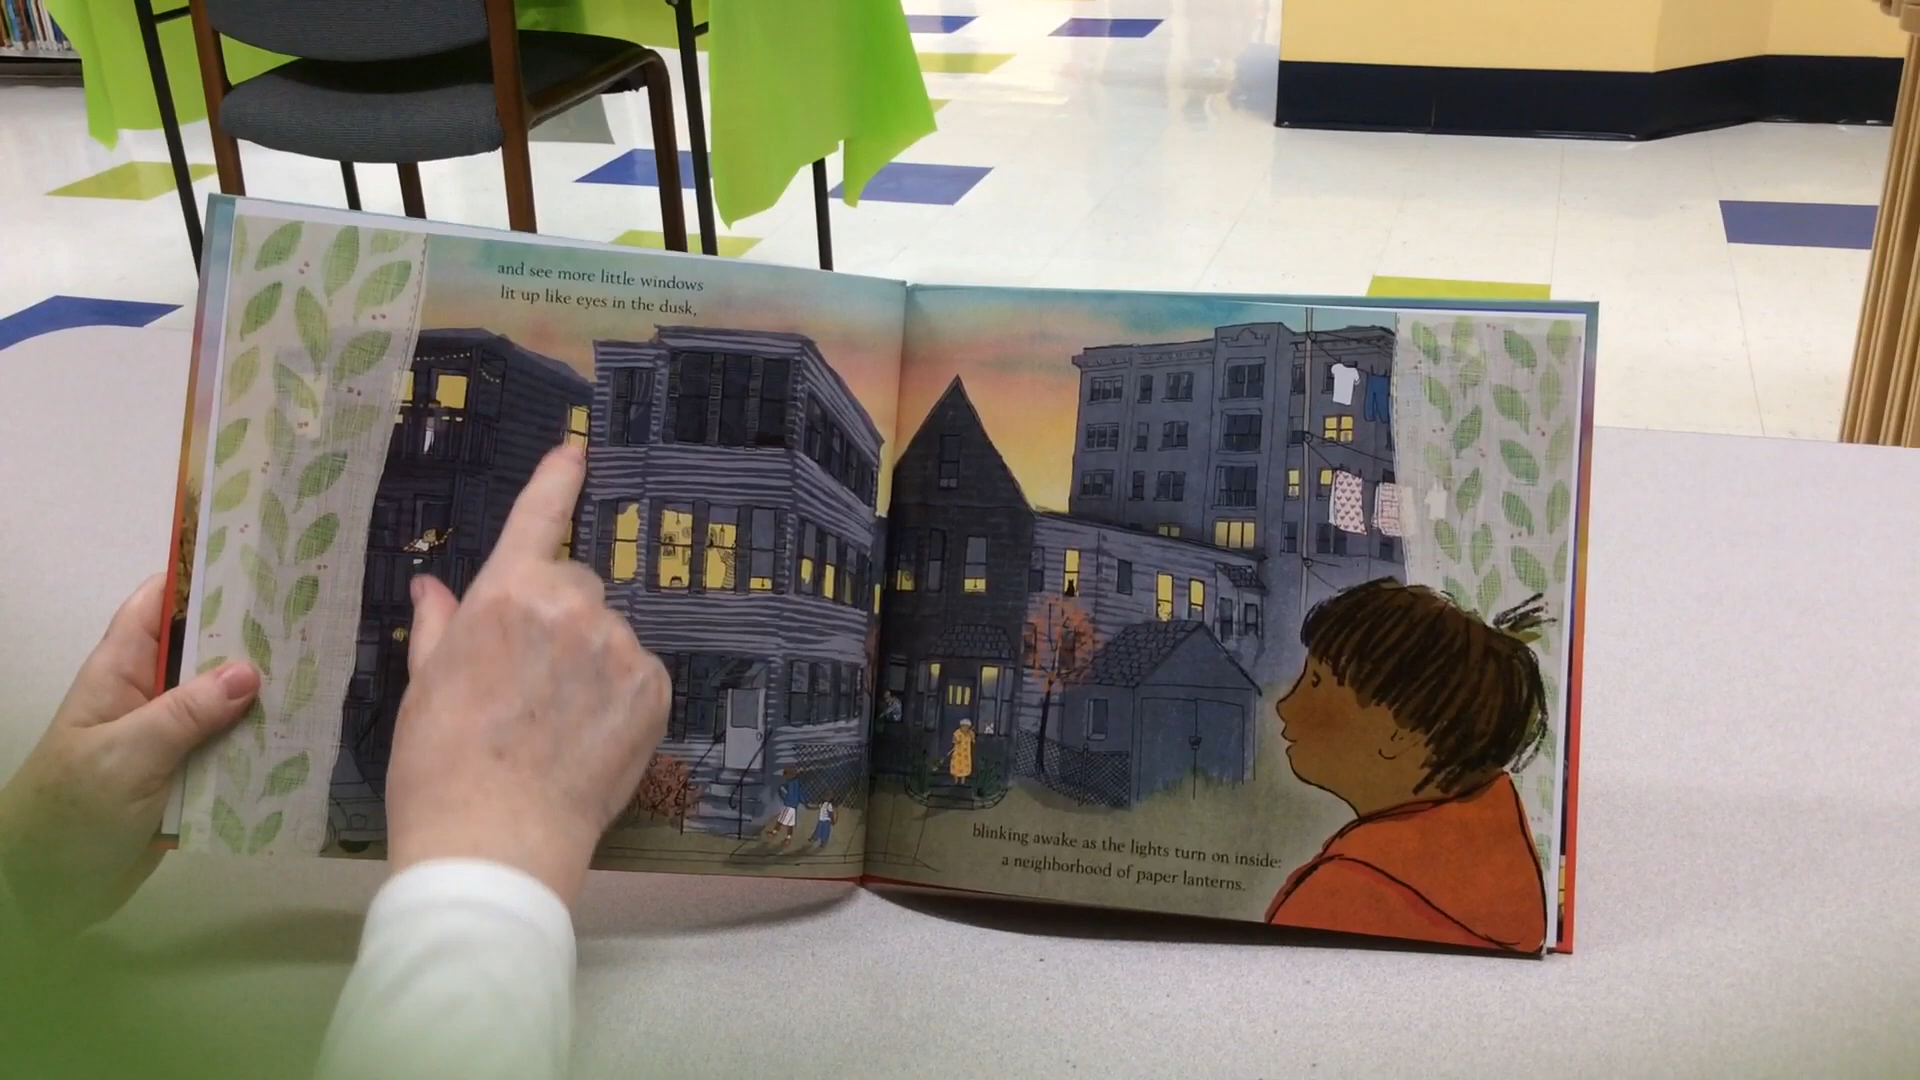 and see more little windows
lit up like eyes in the dusk,
blinking awake as the lights turn on inside:
a neighborhood of paper lanterns.